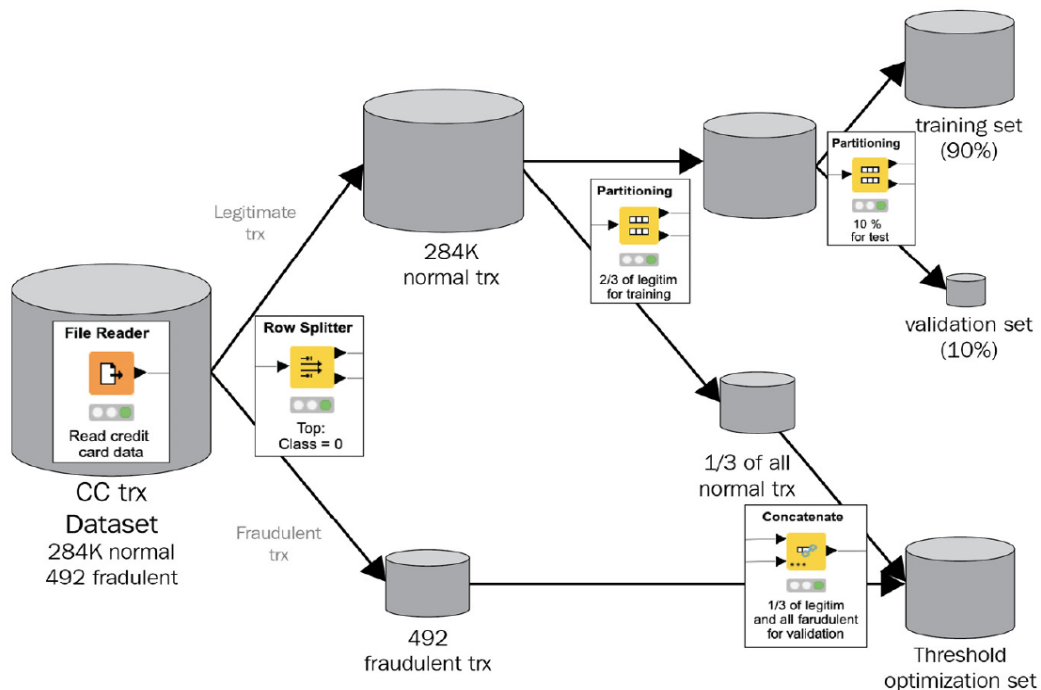 training set
(90%)
Partitioning
10 %
for test
validation set
(10%)
Legitimate
trx
284K
normal trx
Partitioning
2/3 of legitim
for training
File Reader
Read credit
card data
Row Splitter
Top:
Class = 0
CC trx
Dataset
284K normal
492 fradulent
Fraudulent
trx
1/3 of all
normal trx
Concatenate
1/3 of legitim
and all farudulent
for validation
492
fraudulent trx
Threshold
optimization set